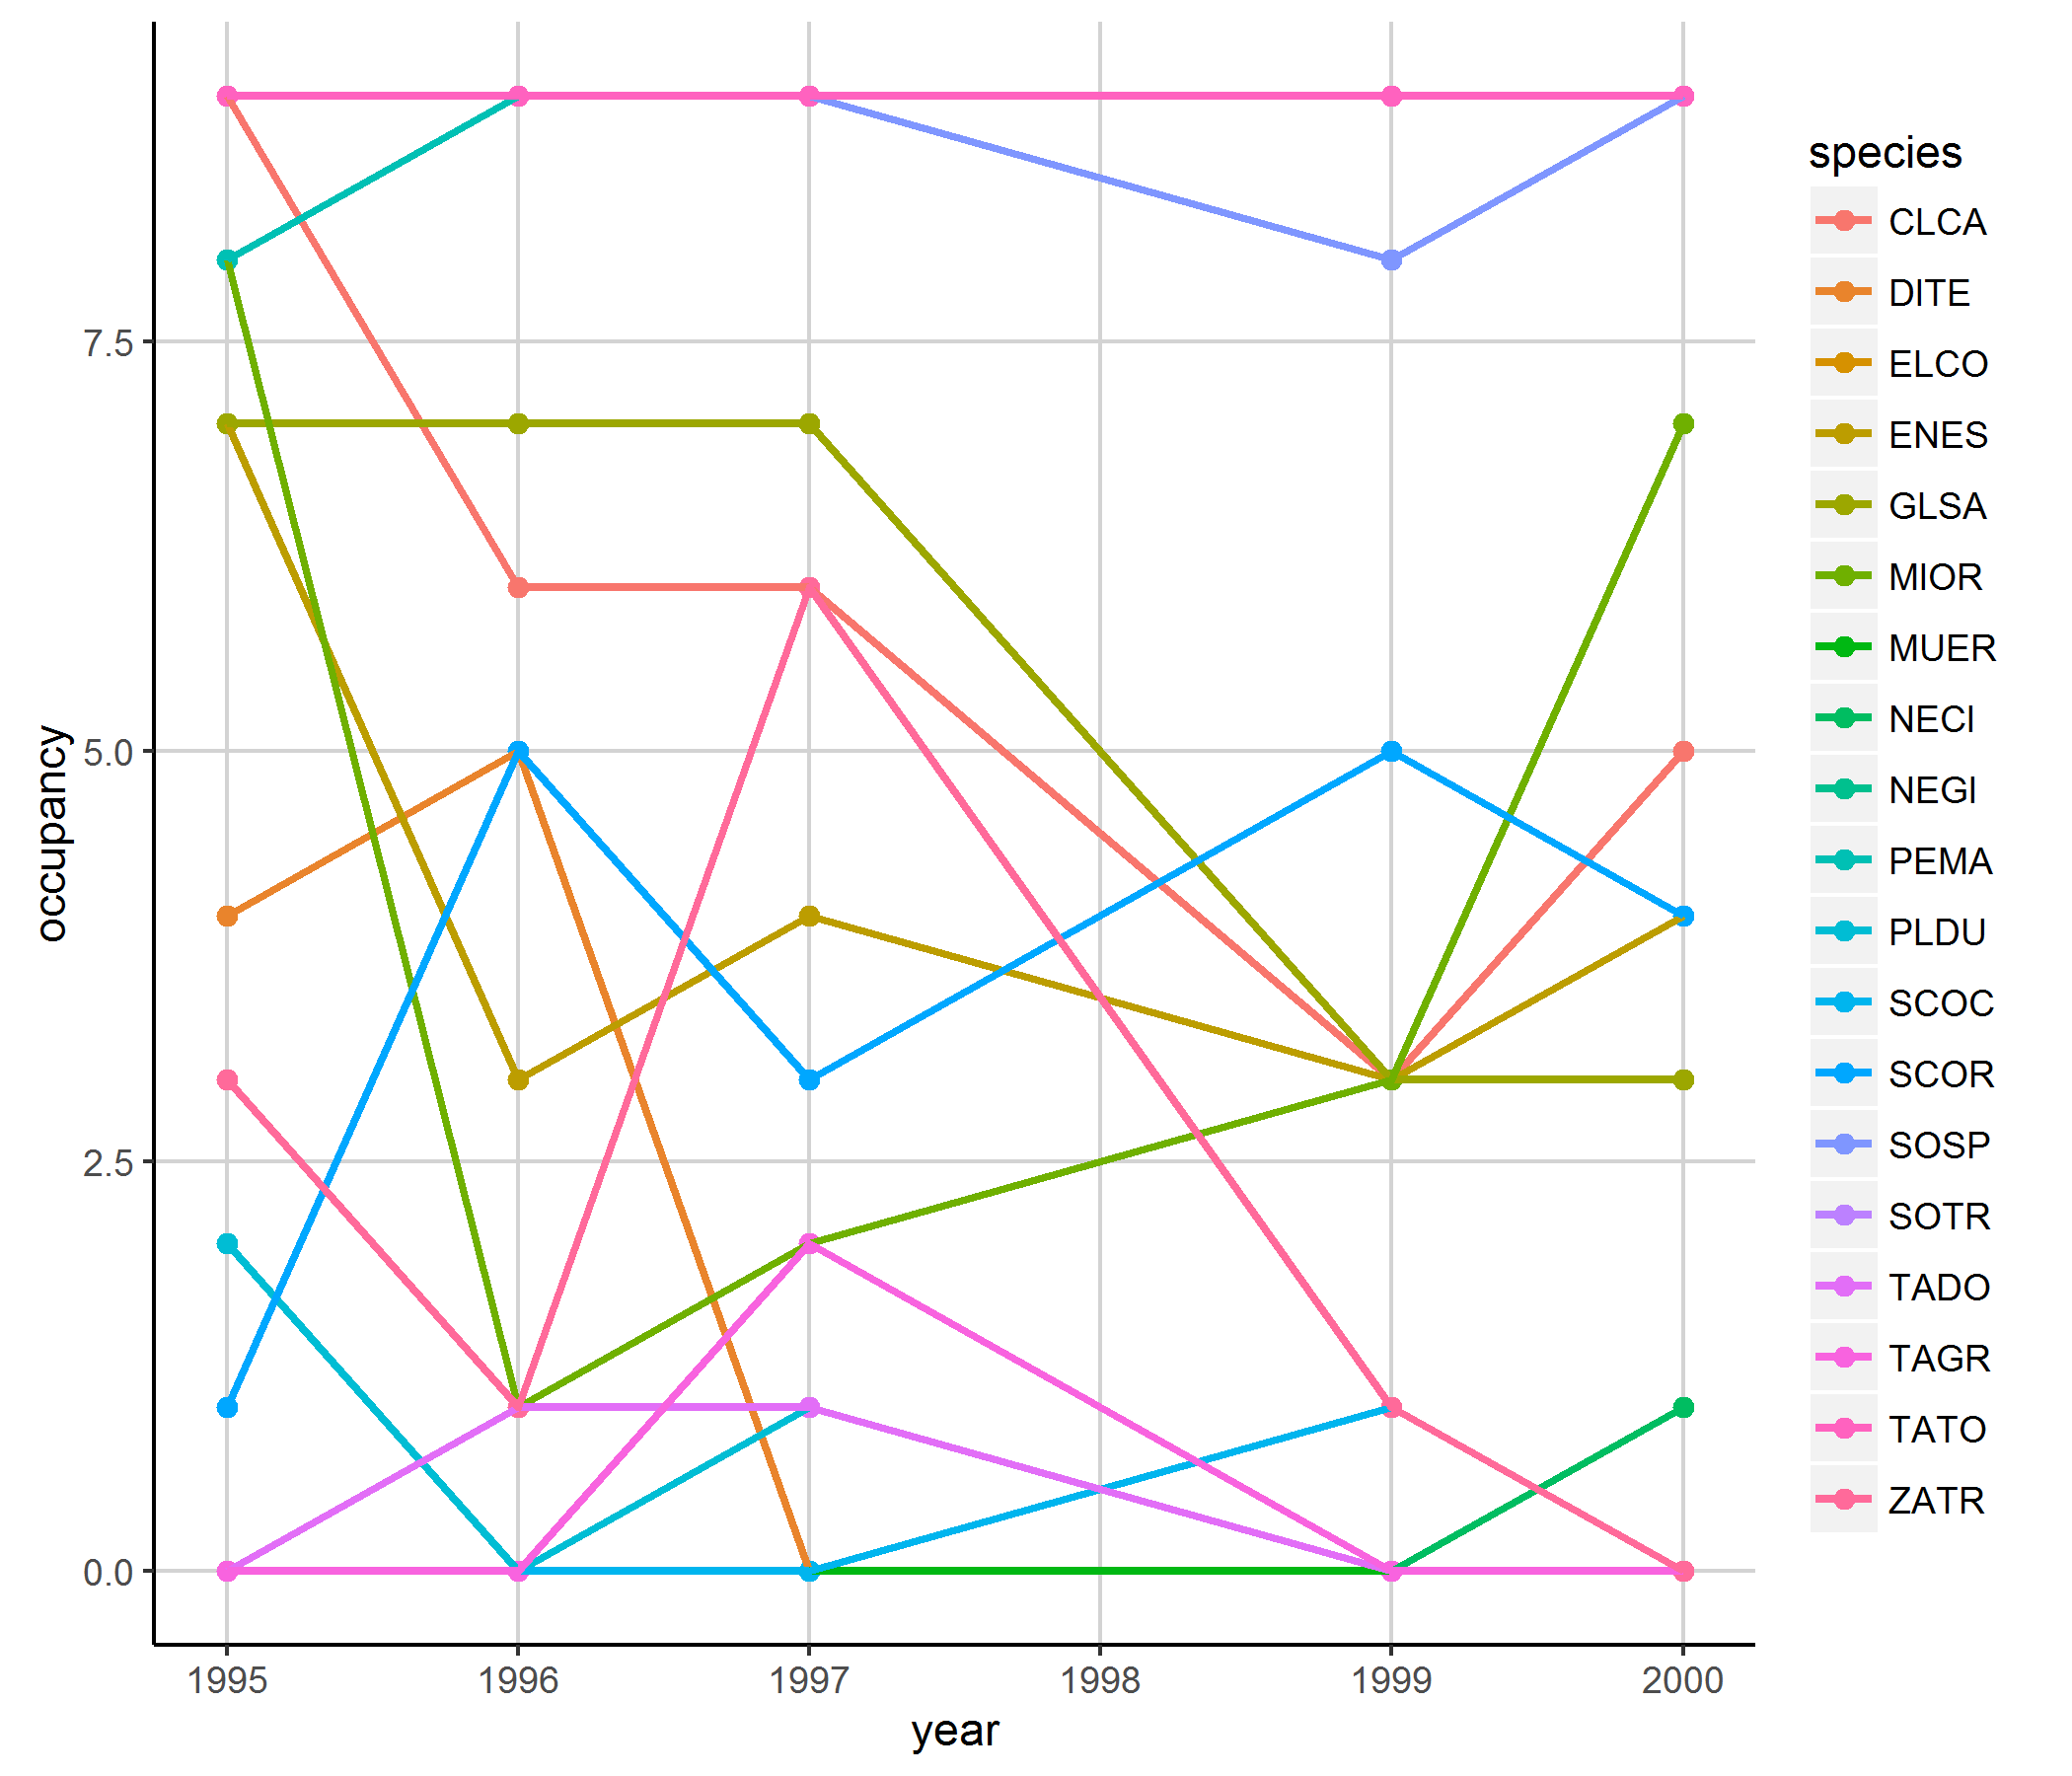 species
CLCA
DITE
ELCO
ENES
GLSA
MIOR
MUER
NECI
NEGI
PEMA
PLDU
SCOC
SCOR
SOSP
SOTR
TADO
TAGR
TATO
ZATR
occupancy
7.5
5.0
2.5
0.0
1995 1996 1997 1998 1999 2000
year